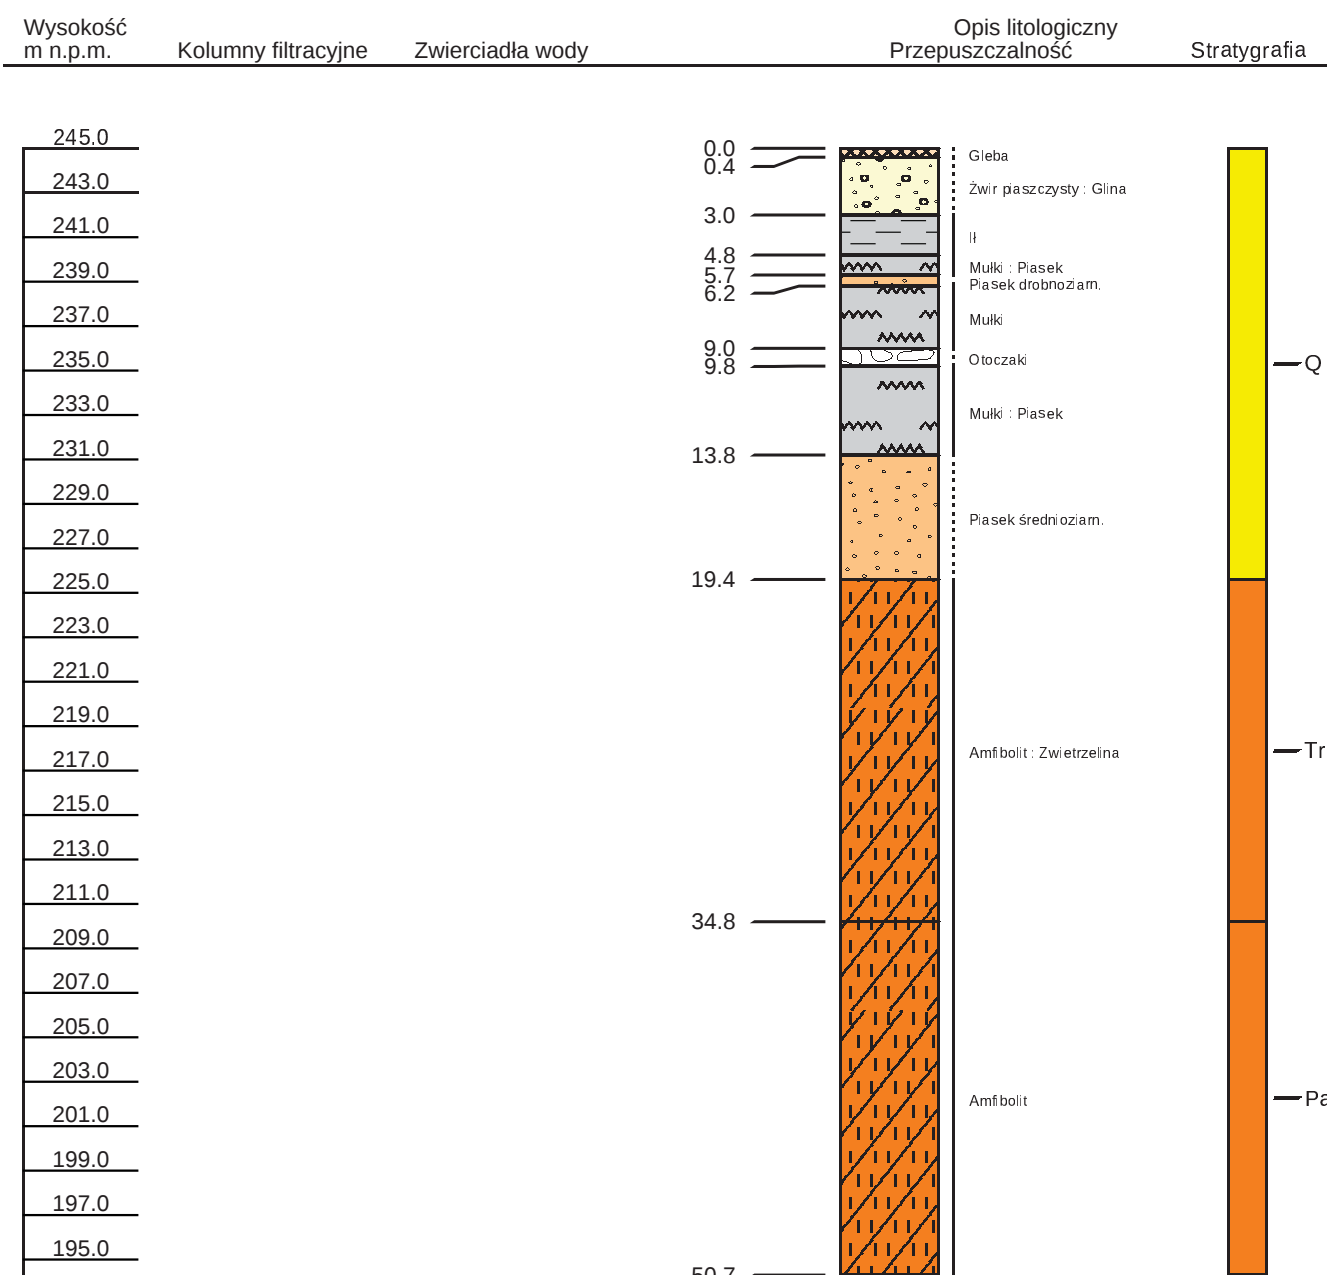 Wysokość
m n.p.m.
Kolumny filtracyjne
Zwierciadła wody
Opis litologiczny
Przepuszczalność
Stratygrafia
245.0
243.0
241.0
239.0
237.0
235.0
233.0
231.0
229.0
227.0
225.0
223.0
221.0
219.0
217.0
215.0
213.0
211.0
209.0
207.0
205.0
203.0
201.0
199.0
197.0
195.0
0.0
0.4
3.0
4.8
5.7
6.2
9.0
9.8
13.8
19.4
34.8
50.7
Gleba
Żwir piaszczysty : Glina
Ił
Mułki : Piasek
Piasek drobnoziarn.
Mułki
Otoczaki
Mułki : Piasek
Piasek średnioziarn.
Amfibolit : Zwietrzelina
Amfibolit
Q
Tr
Pa